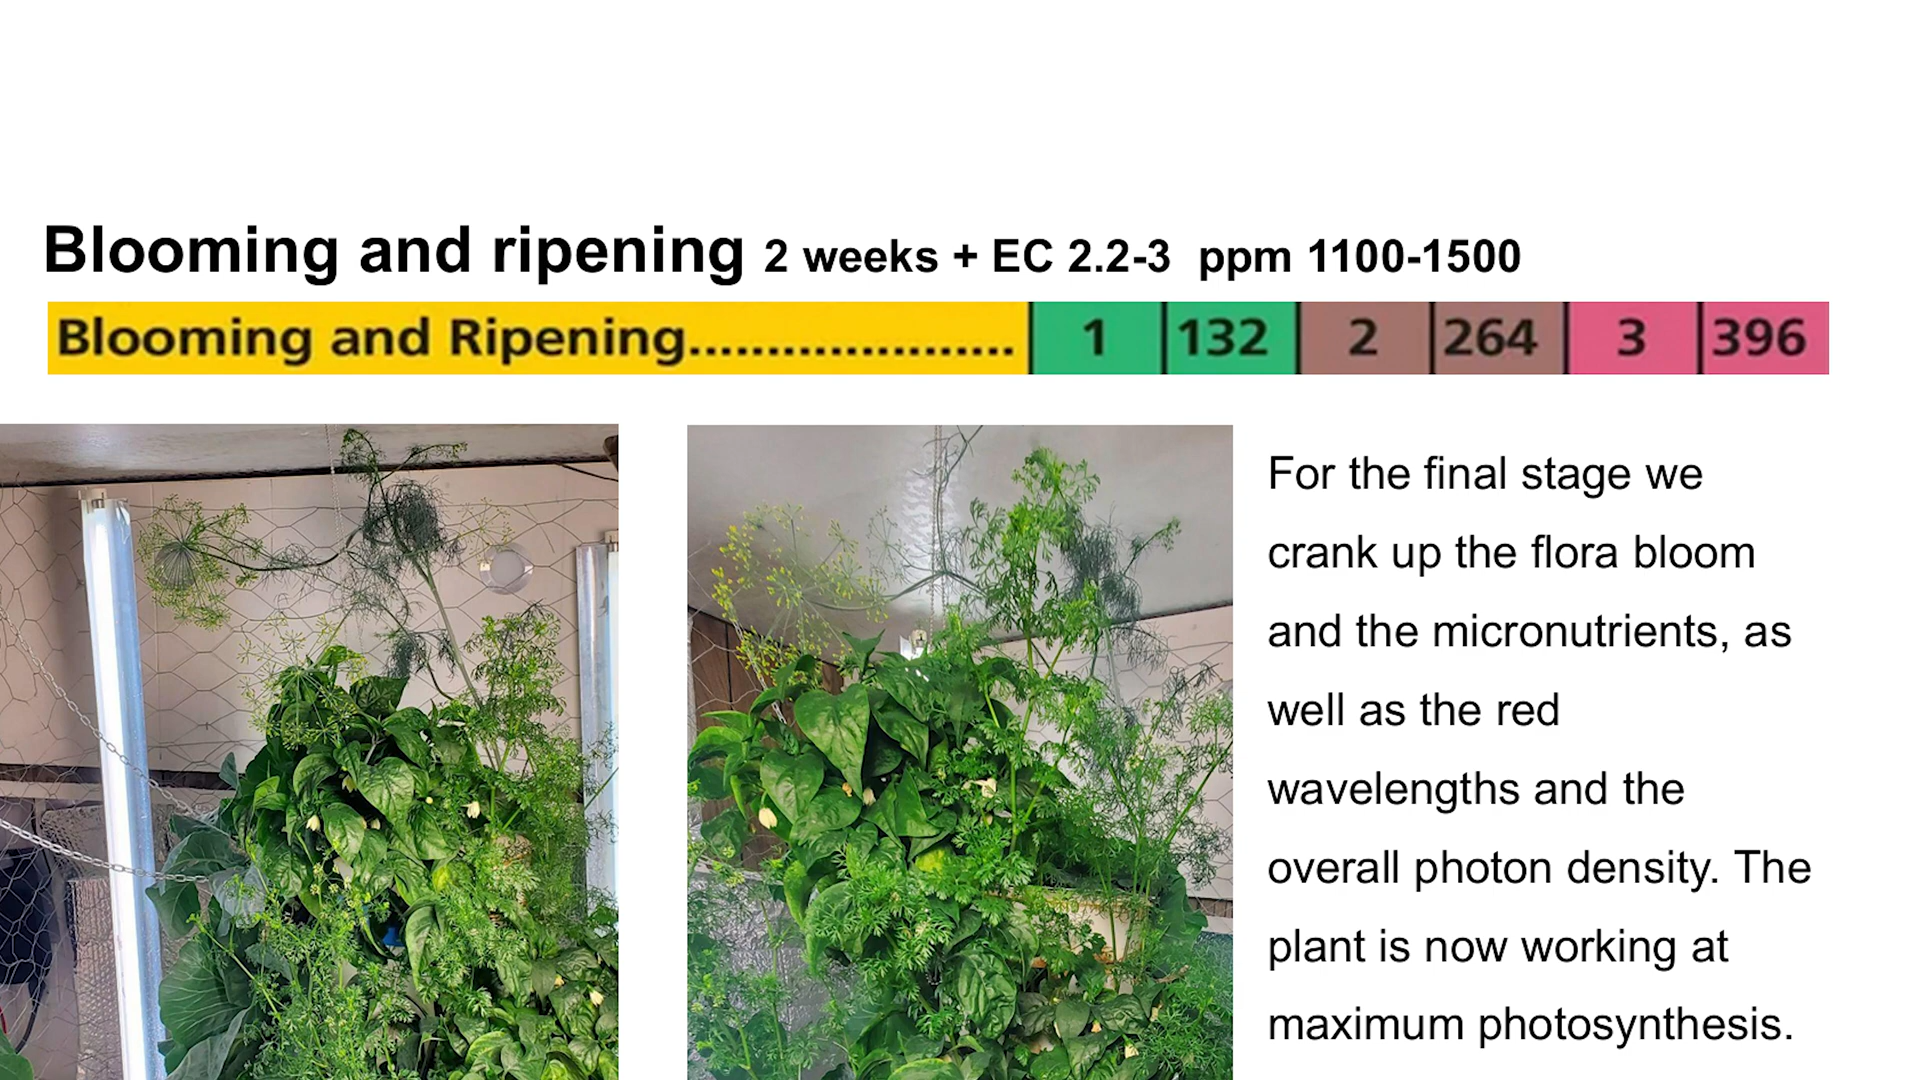 Blooming and ripening 2 weeks + EC 2.2-3 ppm 1100-1500
Blooming and Ripening...................... 1 132 2 264 3 396
For the final stage we
crank up the flora bloom
and the micronutrients, as
well as the red
wavelengths and the
overall photon density. The
plant is now working at
maximum photosynthesis.